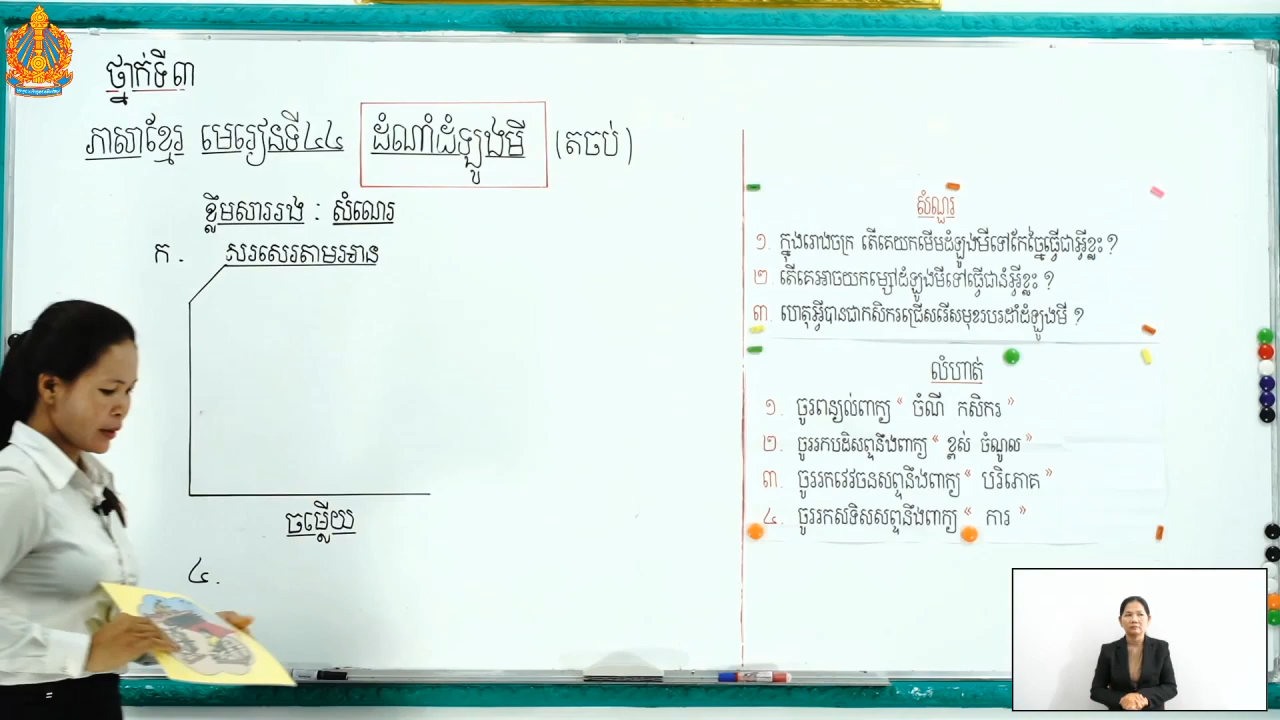 ថ្នាក់ទី៣
ភាសាខ្មែរ មេរៀនទី៤៤ ដំណាំដំឡូងមី (តចប់)
ខ្លឹមសាររង : សំណេរ
ក. សរសេរតាមអាន
ចម្លើយ
៤.
សំណួរ
១. ក្នុងរោងចក្រ តើគេយកមើមដំឡូងមីទៅកែច្នៃធ្វើជាអ្វីខ្លះ ?
២. តើគេអាចយកម្សៅដំឡូងមីទៅធ្វើជានំអ្វីខ្លះ ?
៣. ហេតុអ្វីបានជាកសិករជ្រើសរើសមុខរបរដាំដំឡូងមី ?
លំហាត់
១. ចូរពន្យល់ពាក្យ “ ចំណី កសិករ ”
២. ចូររកបដិសព្ទនឹងពាក្យ “ ខ្ពស់ ចំណូល ”
៣. ចូររកវេវចនសព្ទនឹងពាក្យ “ បរិភោគ ”
៤. ចូររកសទិសសព្ទនឹងពាក្យ “ ការ ”